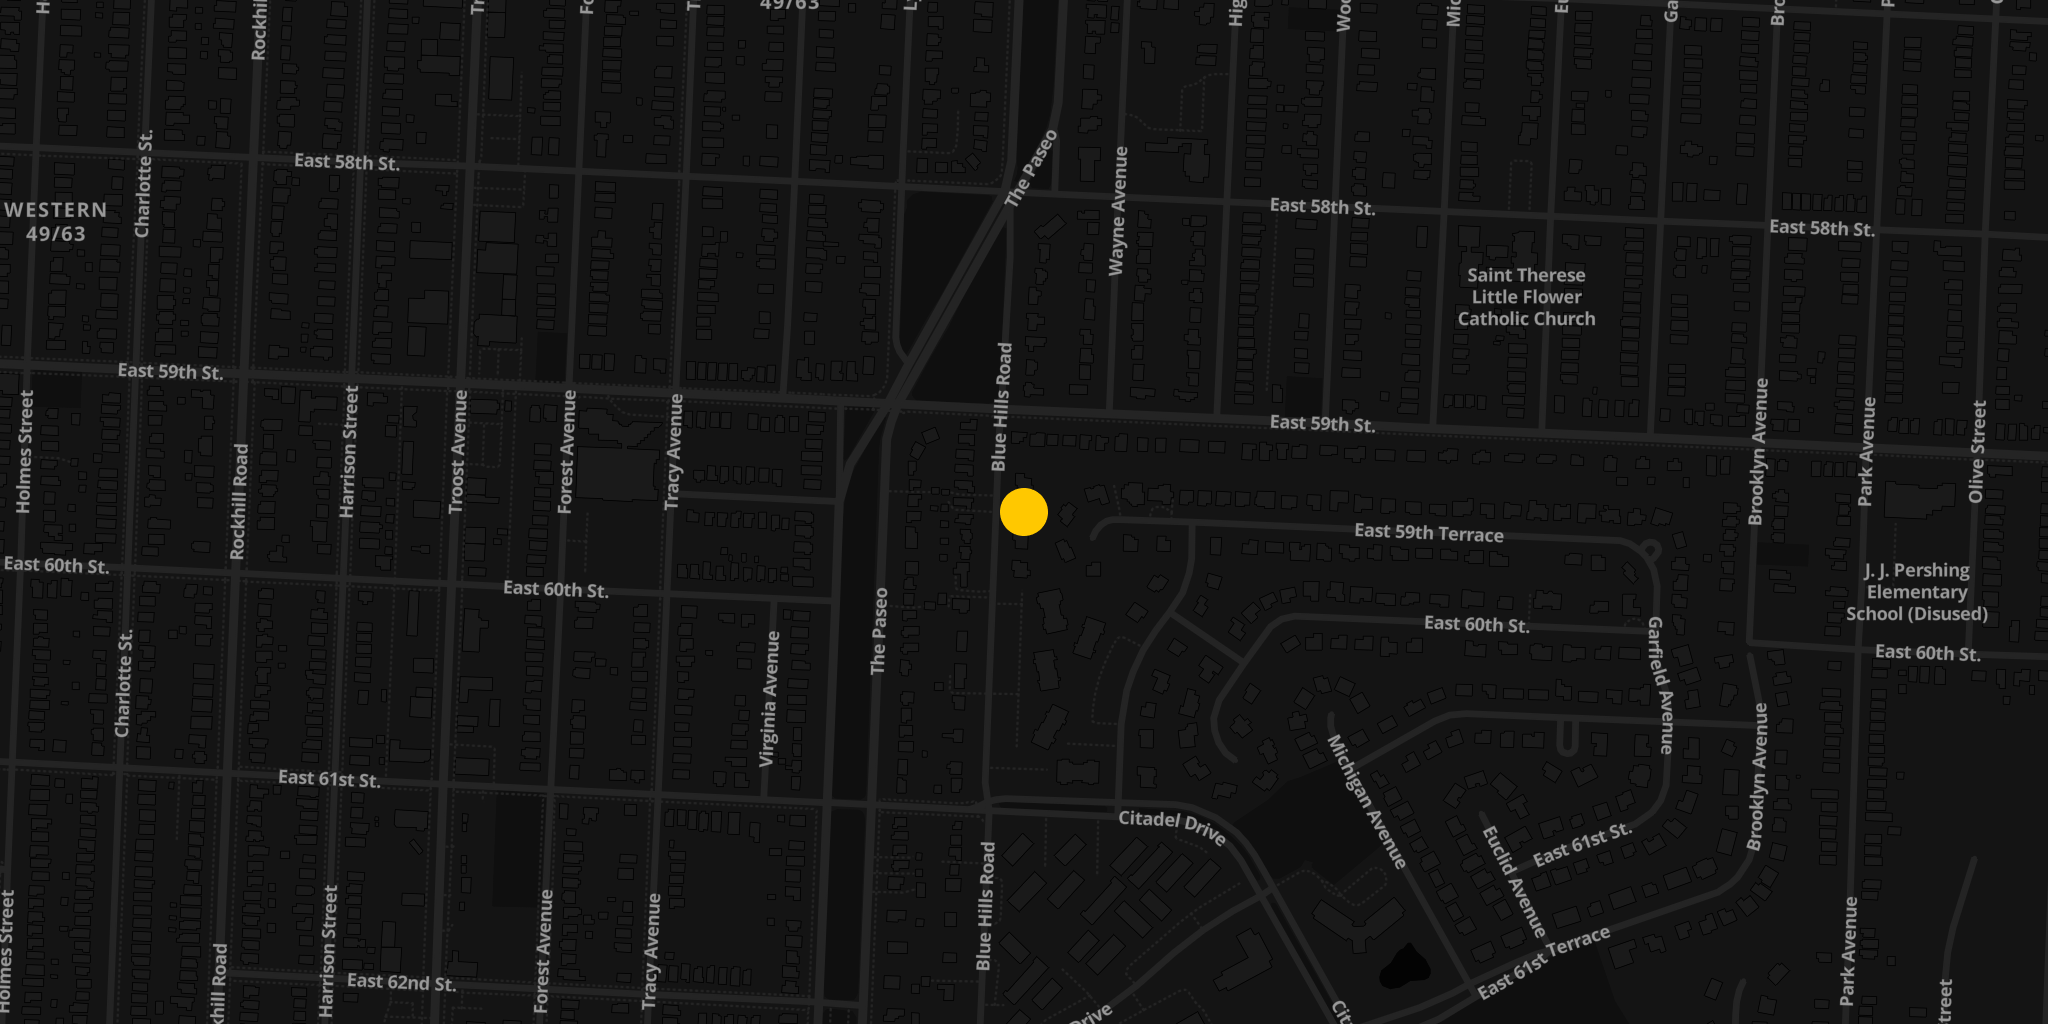 49/63
The Paseo
Charlotte St.
East 58th St.
Wayne Avenue
WESTERN
49/63
East 58th St.
East 58th St.
Saint Therese
Little Flower
Catholic Church
East 59th St.
Blue Hills Road
East 59th St.
Holmes Street
Rockhill Road
Harrison Street
Troost Avenue
Forest Avenue
Tracy Avenue
Brooklyn Avenue
Park Avenue
Olive Street
East 59th Terrace
East 60th St.
East 60th St.
J. J. Pershing
Elementary
School (Disused)
The Paseo
East 60th St.
Garfield Avenue
East 60th St.
Charlotte St.
Virginia Avenue
Michigan Avenue
Brooklyn Avenue
East 61st St.
Citadel Drive
Euclid Avenue
East 61st St.
Blue Hills Road
Holmes Street
Harrison Street
Forest Avenue
Tracy Avenue
Park Avenue
East 61st Terrace
East 62nd St.
Drive